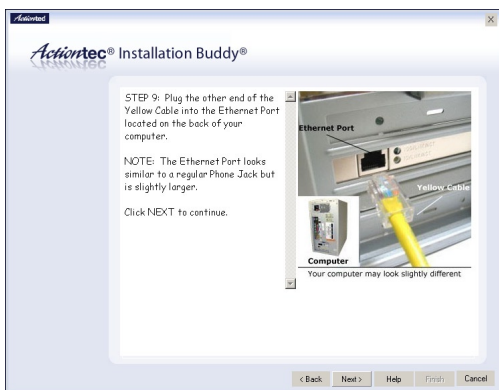 Actiontec
Actiontec® Installation Buddy®
STEP 9: Plug the other end of the
Yellow Cable into the Ethernet Port
located on the back of your
computer.
NOTE: The Ethernet Port looks
similar to a regular Phone Jack but
is slightly larger.
Click NEXT to continue.
Ethernet Port
Yellow Cable
Computer
Your computer may look slightly different
< Back
Next >
Help
Finish
Cancel